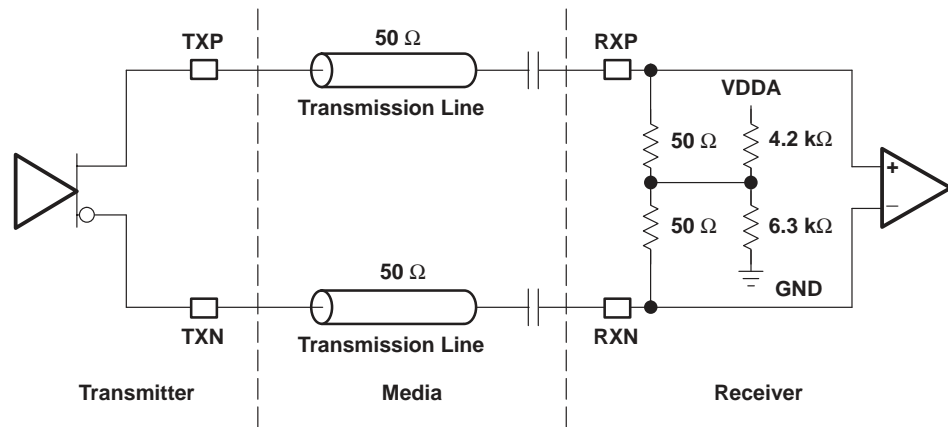 50 Ω
TXP
RXP
Transmission Line
VDDA
50 Ω
4.2 kΩ
+
−
50 Ω
6.3 kΩ
50 Ω
GND
TXN
RXN
Transmission Line
Transmitter
Media
Receiver